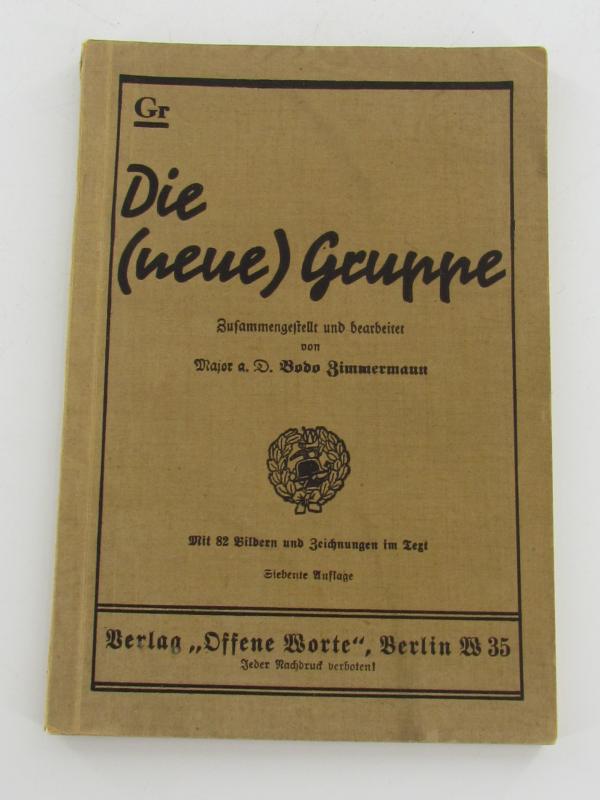 Gr
Die
(neue) Gruppe
Zusammengestellt und bearbeitet
von
Major a. D. Bodo Zimmermann
Mit 82 Bildern und Zeichnungen im Text
Siebente Auflage
Verlag „Offene Worte“, Berlin W 35
Jeder Nachdruck verboten!